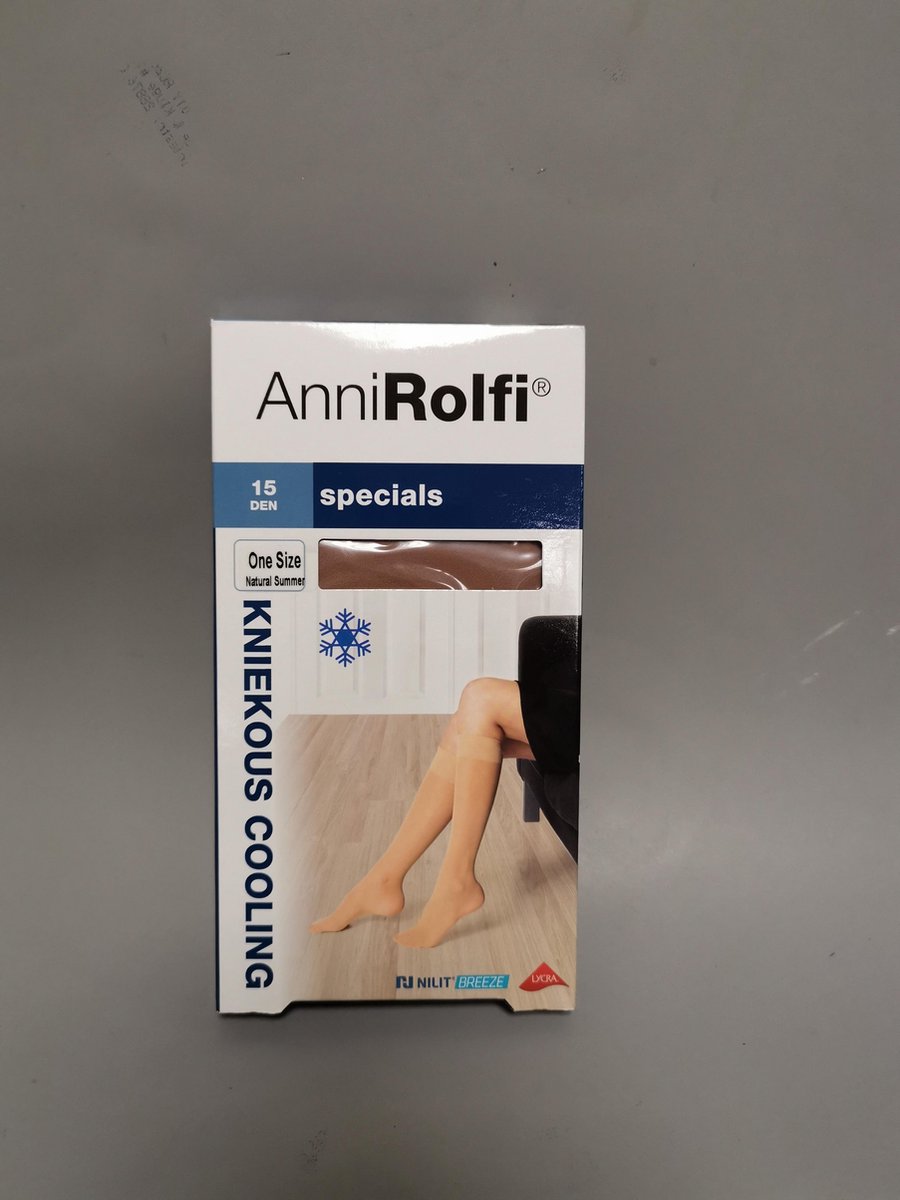 AnniRolfi®
15
DEN
specials
One Size
Natural Summer
KNIEKOUS COOLING
NILIT® BREEZE
LYCRA